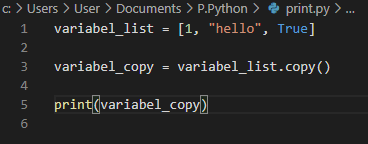 c: > Users > User > Documents > P.Python > print.py > ...
1 variabel_list = [1, "hello", True]
2
3 variabel_copy = variabel_list.copy()
4
5 print(variabel_copy)
6